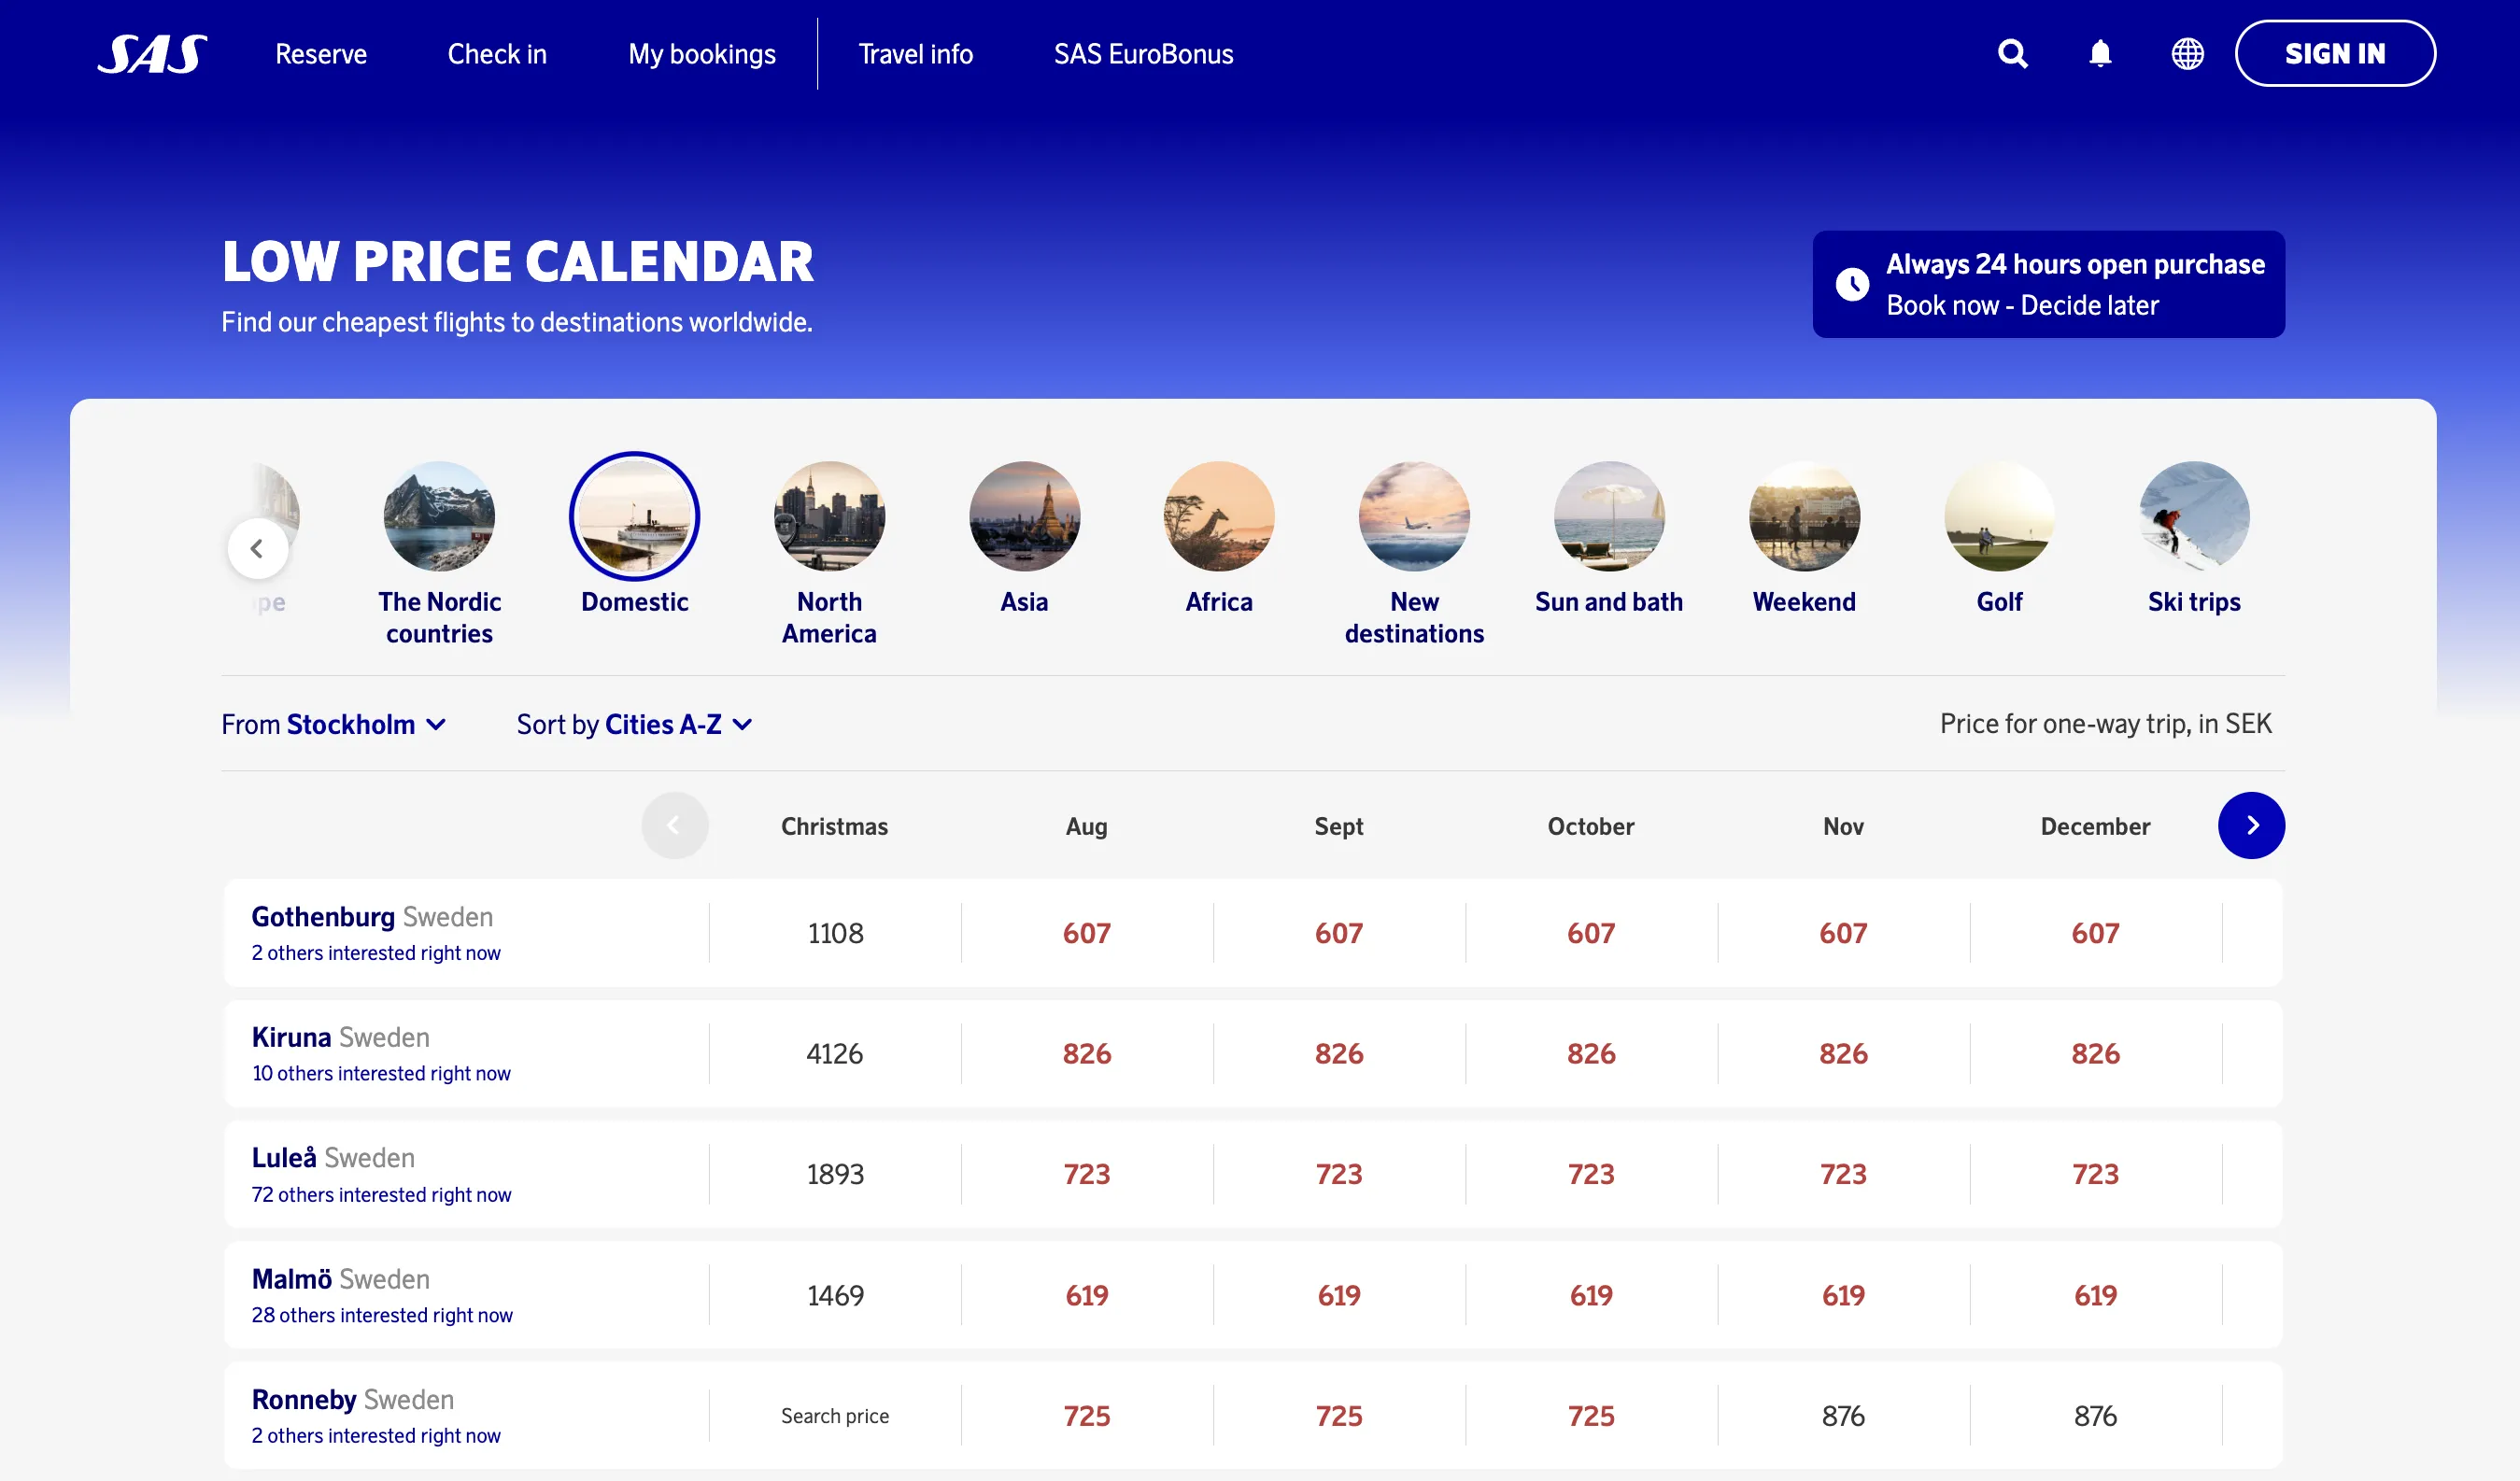 SAS
Reserve
Check in
My bookings
Travel info
SAS EuroBonus
SIGN IN
LOW PRICE CALENDAR
Find our cheapest flights to destinations worldwide.
Always 24 hours open purchase
Book now - Decide later
The Nordic
countries
Domestic
North
America
Asia
Africa
New
destinations
Sun and bath
Weekend
Golf
Ski trips
From Stockholm
Sort by Cities A-Z
Price for one-way trip, in SEK
Christmas
Aug
Sept
October
Nov
December
Gothenburg Sweden
2 others interested right now
1108
607
607
607
607
607
Kiruna Sweden
10 others interested right now
4126
826
826
826
826
826
Luleå Sweden
72 others interested right now
1893
723
723
723
723
723
Malmö Sweden
28 others interested right now
1469
619
619
619
619
619
Ronneby Sweden
2 others interested right now
Search price
725
725
725
876
876